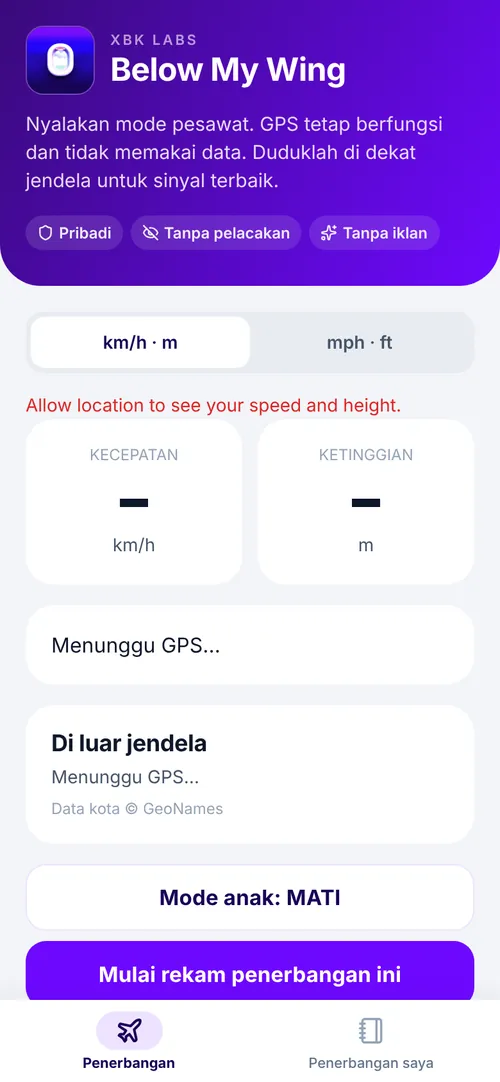 XBK LABS
Below My Wing
Nyalakan mode pesawat. GPS tetap berfungsi
dan tidak memakai data. Duduklah di dekat
jendela untuk sinyal terbaik.
Pribadi
Tanpa pelacakan
Tanpa iklan
km/h · m
mph · ft
Allow location to see your speed and height.
KECEPATAN
KETINGGIAN
–
–
km/h
m
Menunggu GPS...
Di luar jendela
Menunggu GPS...
Data kota © GeoNames
Mode anak: MATI
Mulai rekam penerbangan ini
Penerbangan
Penerbangan saya